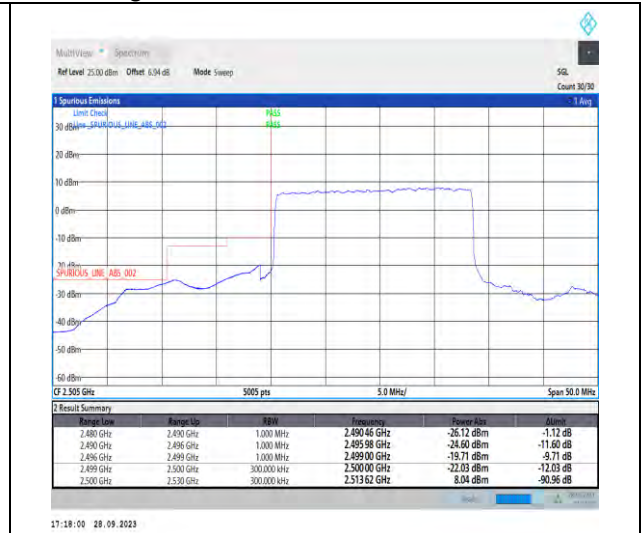 MultiView Spectrum
Ref Level 25.00 dBm Offset 6.94 dB Mode Sweep SGL
Count 30/30
1 Spurious Emissions 1 Avg
Limit Check PASS
30 dBm Line _SPURIOUS_LINE_ABS_002 PASS
20 dBm
10 dBm
0 dBm
-10 dBm
-20 dBm
SPURIOUS_LINE_ABS_002
-30 dBm
-40 dBm
-50 dBm
-60 dBm
CF 2.505 GHz 5005 pts 5.0 MHz/ Span 50.0 MHz
2 Result Summary
Range Low Range Up RBW Frequency Power Abs ΔLimit
2.480 GHz 2.490 GHz 1.000 MHz 2.490 46 GHz -26.12 dBm -1.12 dB
2.490 GHz 2.496 GHz 1.000 MHz 2.495 98 GHz -24.60 dBm -11.60 dB
2.496 GHz 2.499 GHz 1.000 MHz 2.499 00 GHz -19.71 dBm -9.71 dB
2.499 GHz 2.500 GHz 300.000 kHz 2.500 00 GHz -22.03 dBm -12.03 dB
2.500 GHz 2.530 GHz 300.000 kHz 2.513 62 GHz 8.04 dBm -90.96 dB
17:18:00 28.09.2023